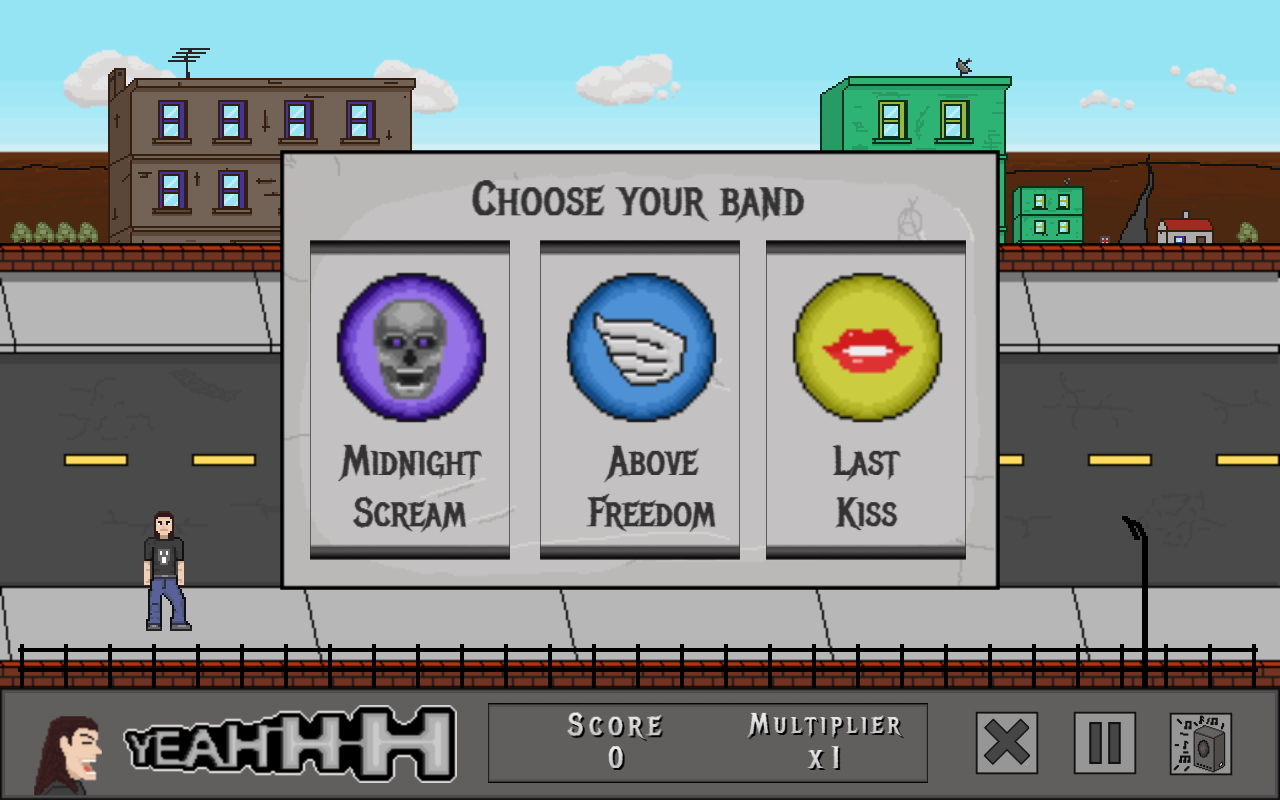 Choose your band
Midnight
Scream
Above
Freedom
Last
Kiss
YEAHHH
Score
0
Multiplier
x1